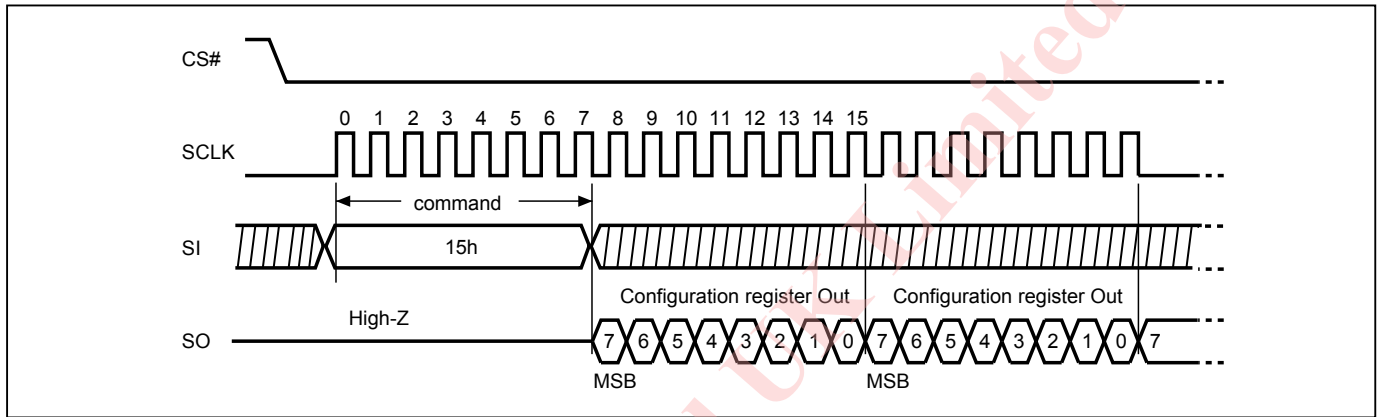 CS#
0 1 2 3 4 5 6 7 8 9 10 11 12 13 14 15
SCLK
command
SI
15h
Configuration register Out Configuration register Out
High-Z
SO
7 6 5 4 3 2 1 0 7 6 5 4 3 2 1 0 7
MSB MSB
UK Limited